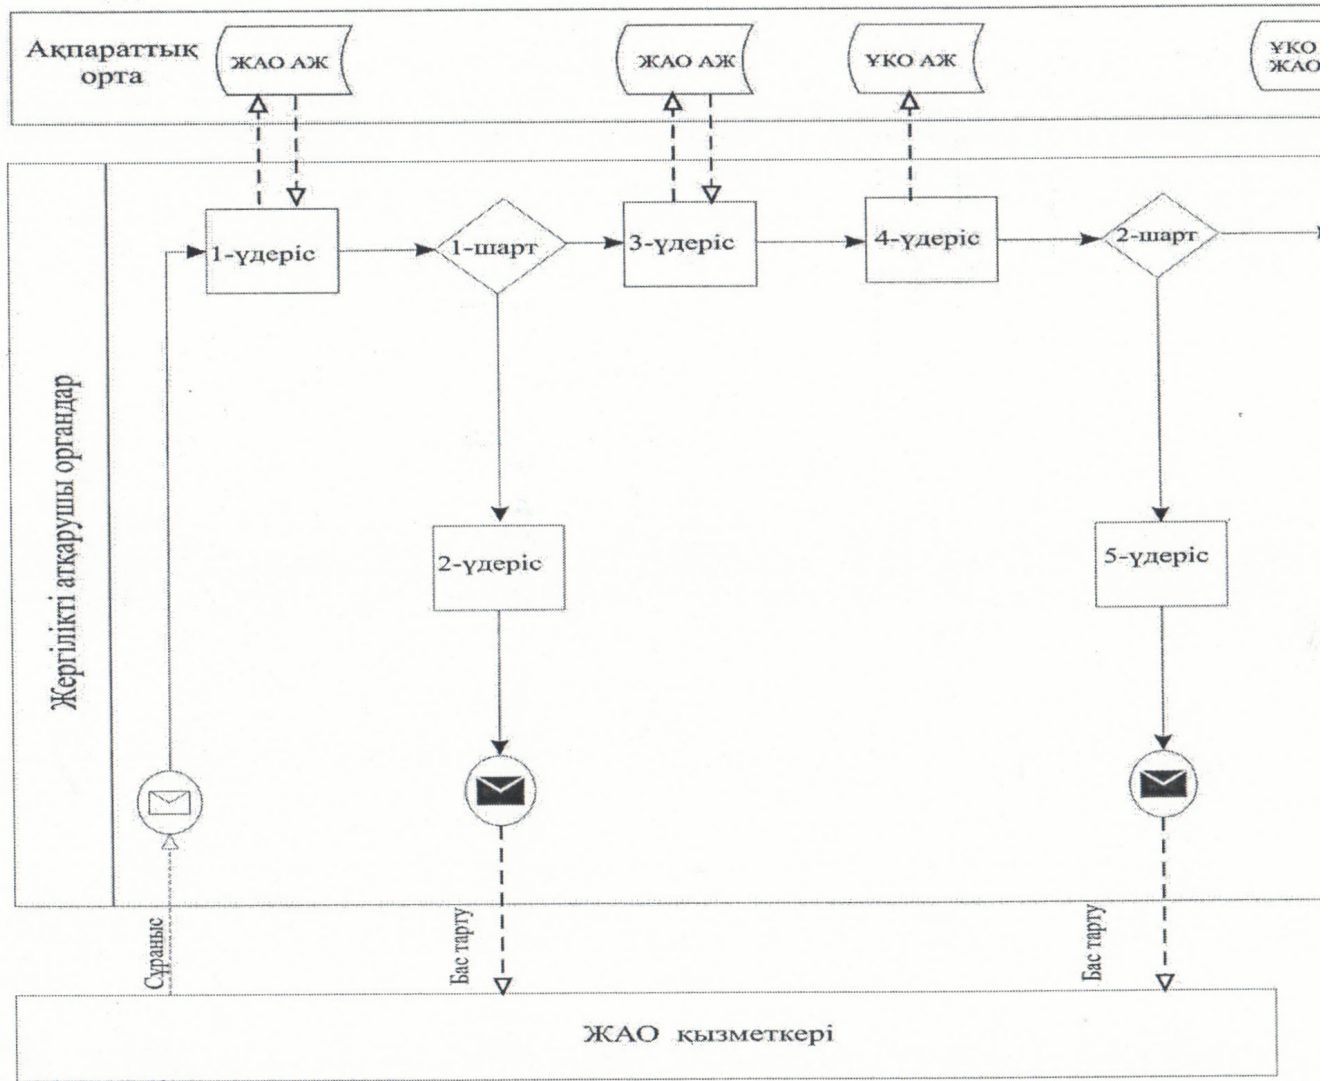 Ақпараттық
орта
ЖАО АЖ
ЖАО АЖ
ҰКО АЖ
ҰКО
ЖАО
Жергілікті атқарушы органдар
1-үдеріс
1-шарт
3-үдеріс
4-үдеріс
2-шарт
2-үдеріс
5-үдеріс
Сұраныс
Бас тарту
Бас тарту
ЖАО қызметкері